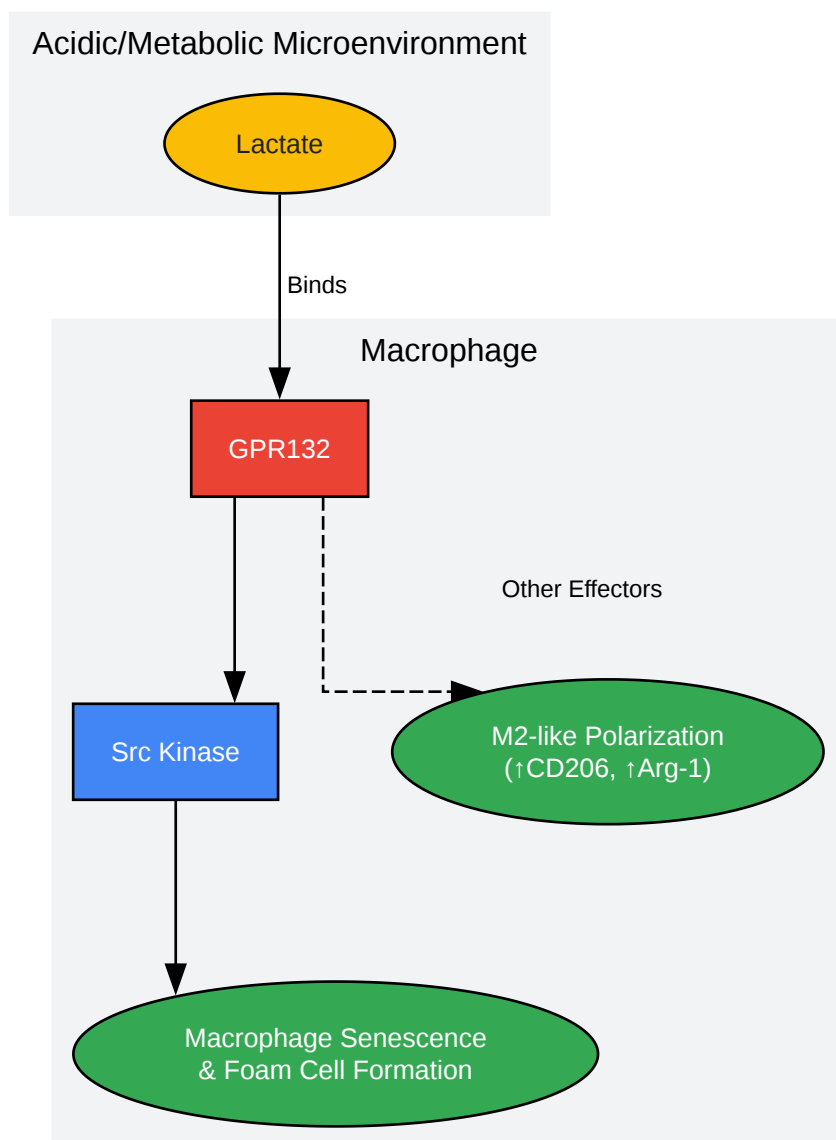 Acidic/Metabolic Microenvironment
Lactate
Binds
Macrophage
GPR132
Other Effectors
Src Kinase
M2-like Polarization
(↑CD206, ↑Arg-1)
Macrophage Senescence
& Foam Cell Formation